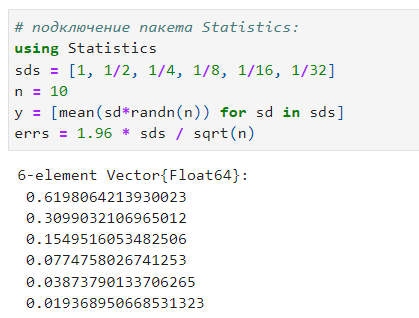 # подключение пакета Statistics:
using Statistics
sds = [1, 1/2, 1/4, 1/8, 1/16, 1/32]
n = 10
y = [mean(sd*randn(n)) for sd in sds]
errs = 1.96 * sds / sqrt(n)
6-element Vector{Float64}:
0.6198064213930023
0.3099032106965012
0.1549516053482506
0.0774758026741253
0.03873790133706265
0.019368950668531323